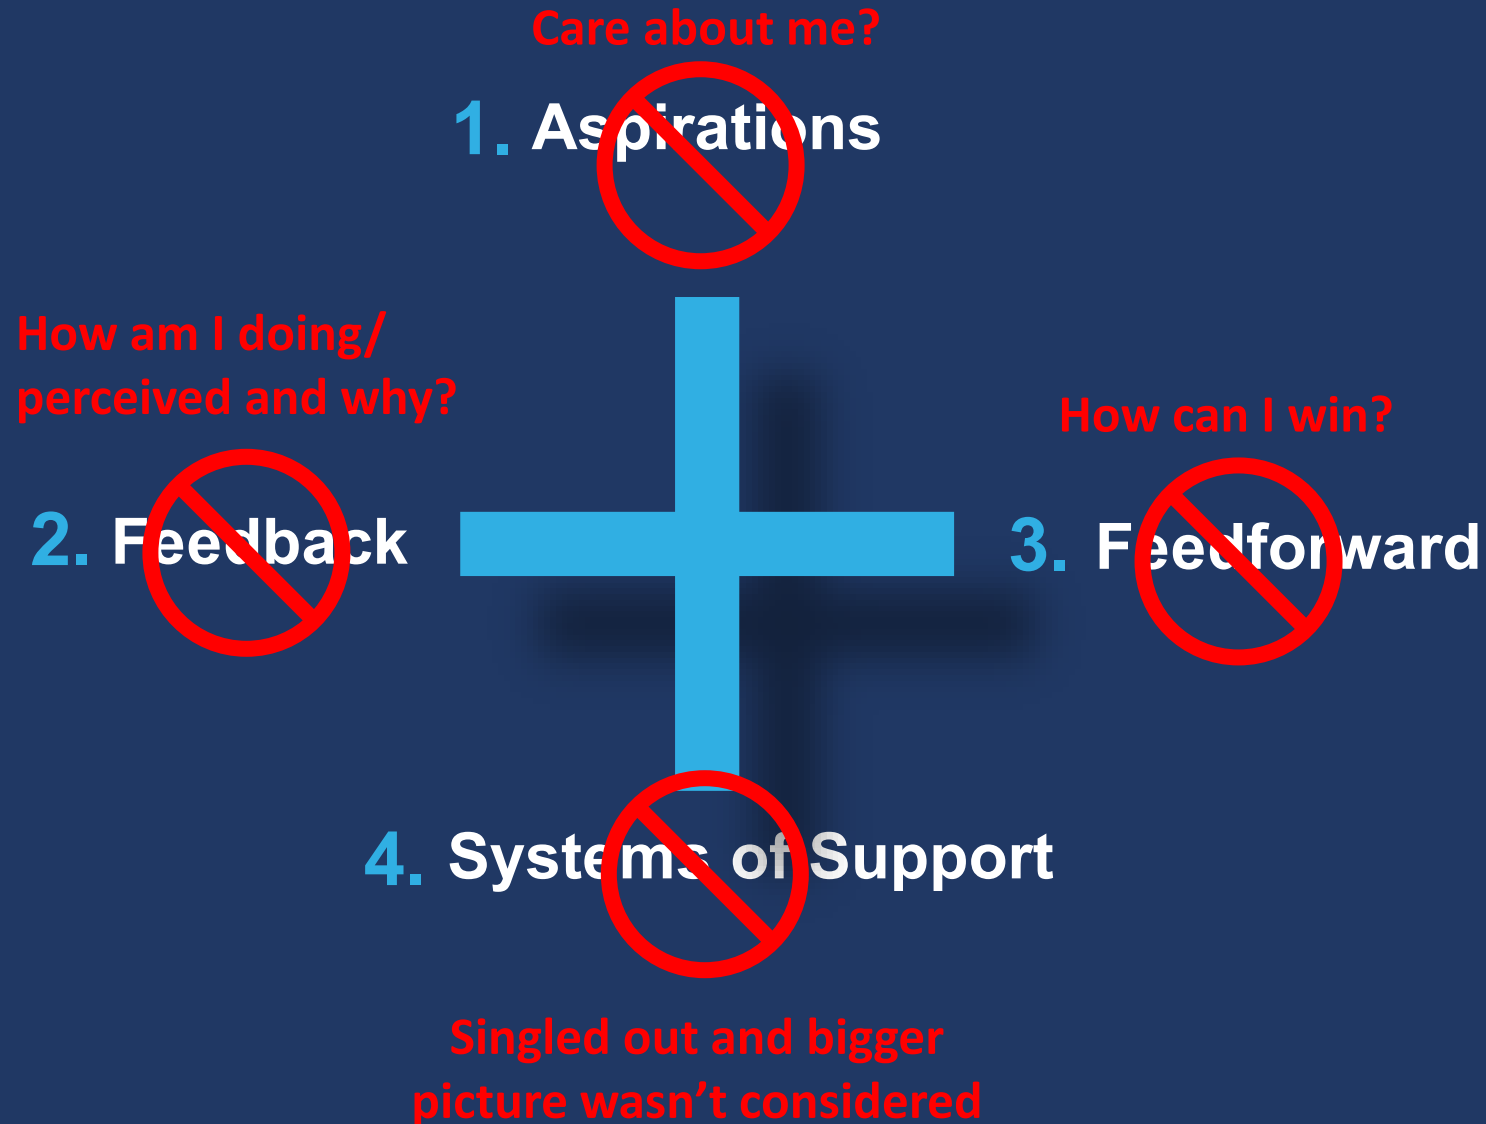 Care about me?
1. Aspirations
How am I doing/
perceived and why?
How can I win?
2. Feedback
3. Feedforward
4. Systems of Support
Singled out and bigger
picture wasn’t considered